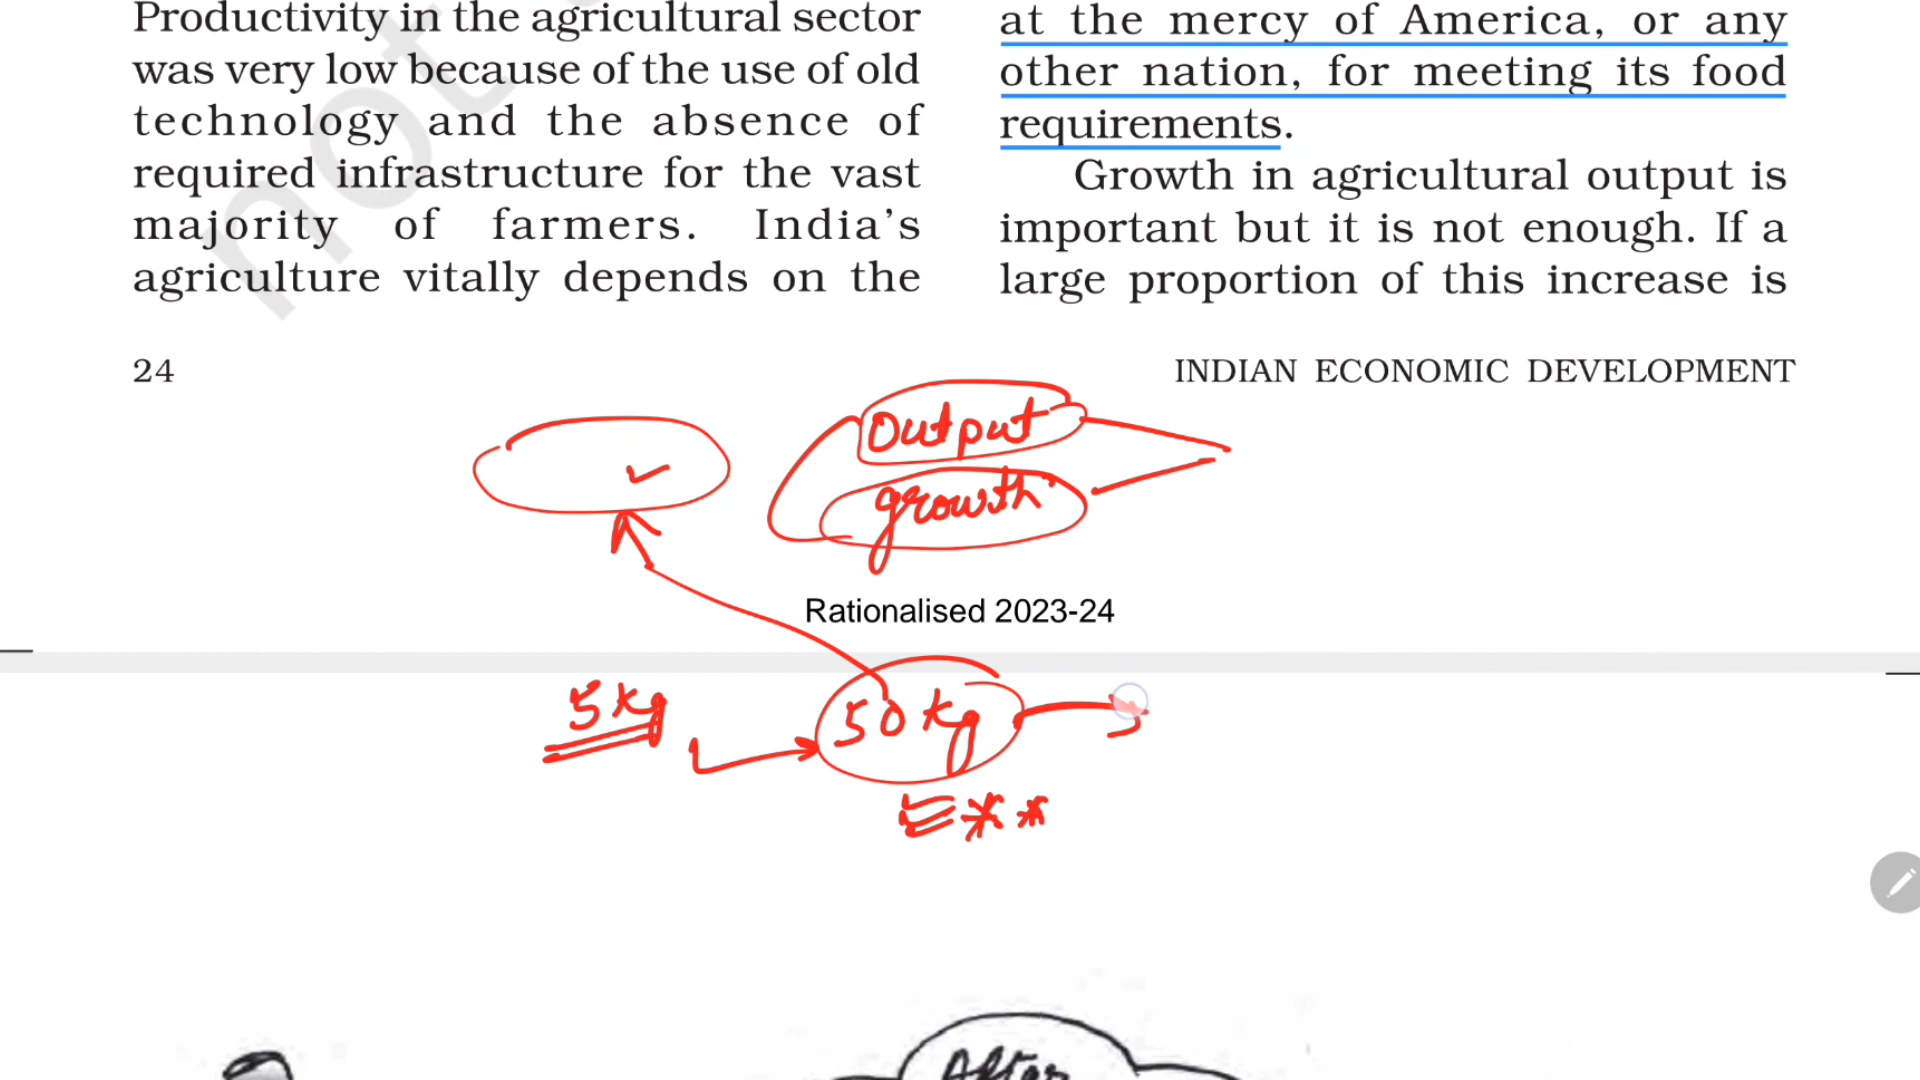 Productivity in the agricultural sector
was very low because of the use of old
technology and the absence of
required infrastructure for the vast
majority of farmers. India's
agriculture vitally depends on the
at the mercy of America, or any
other nation, for meeting its food
requirements.
Growth in agricultural output is
important but it is not enough. If a
large proportion of this increase is
24
INDIAN ECONOMIC DEVELOPMENT
not
Output
growth
Rationalised 2023-24
5kg
50 kg
After